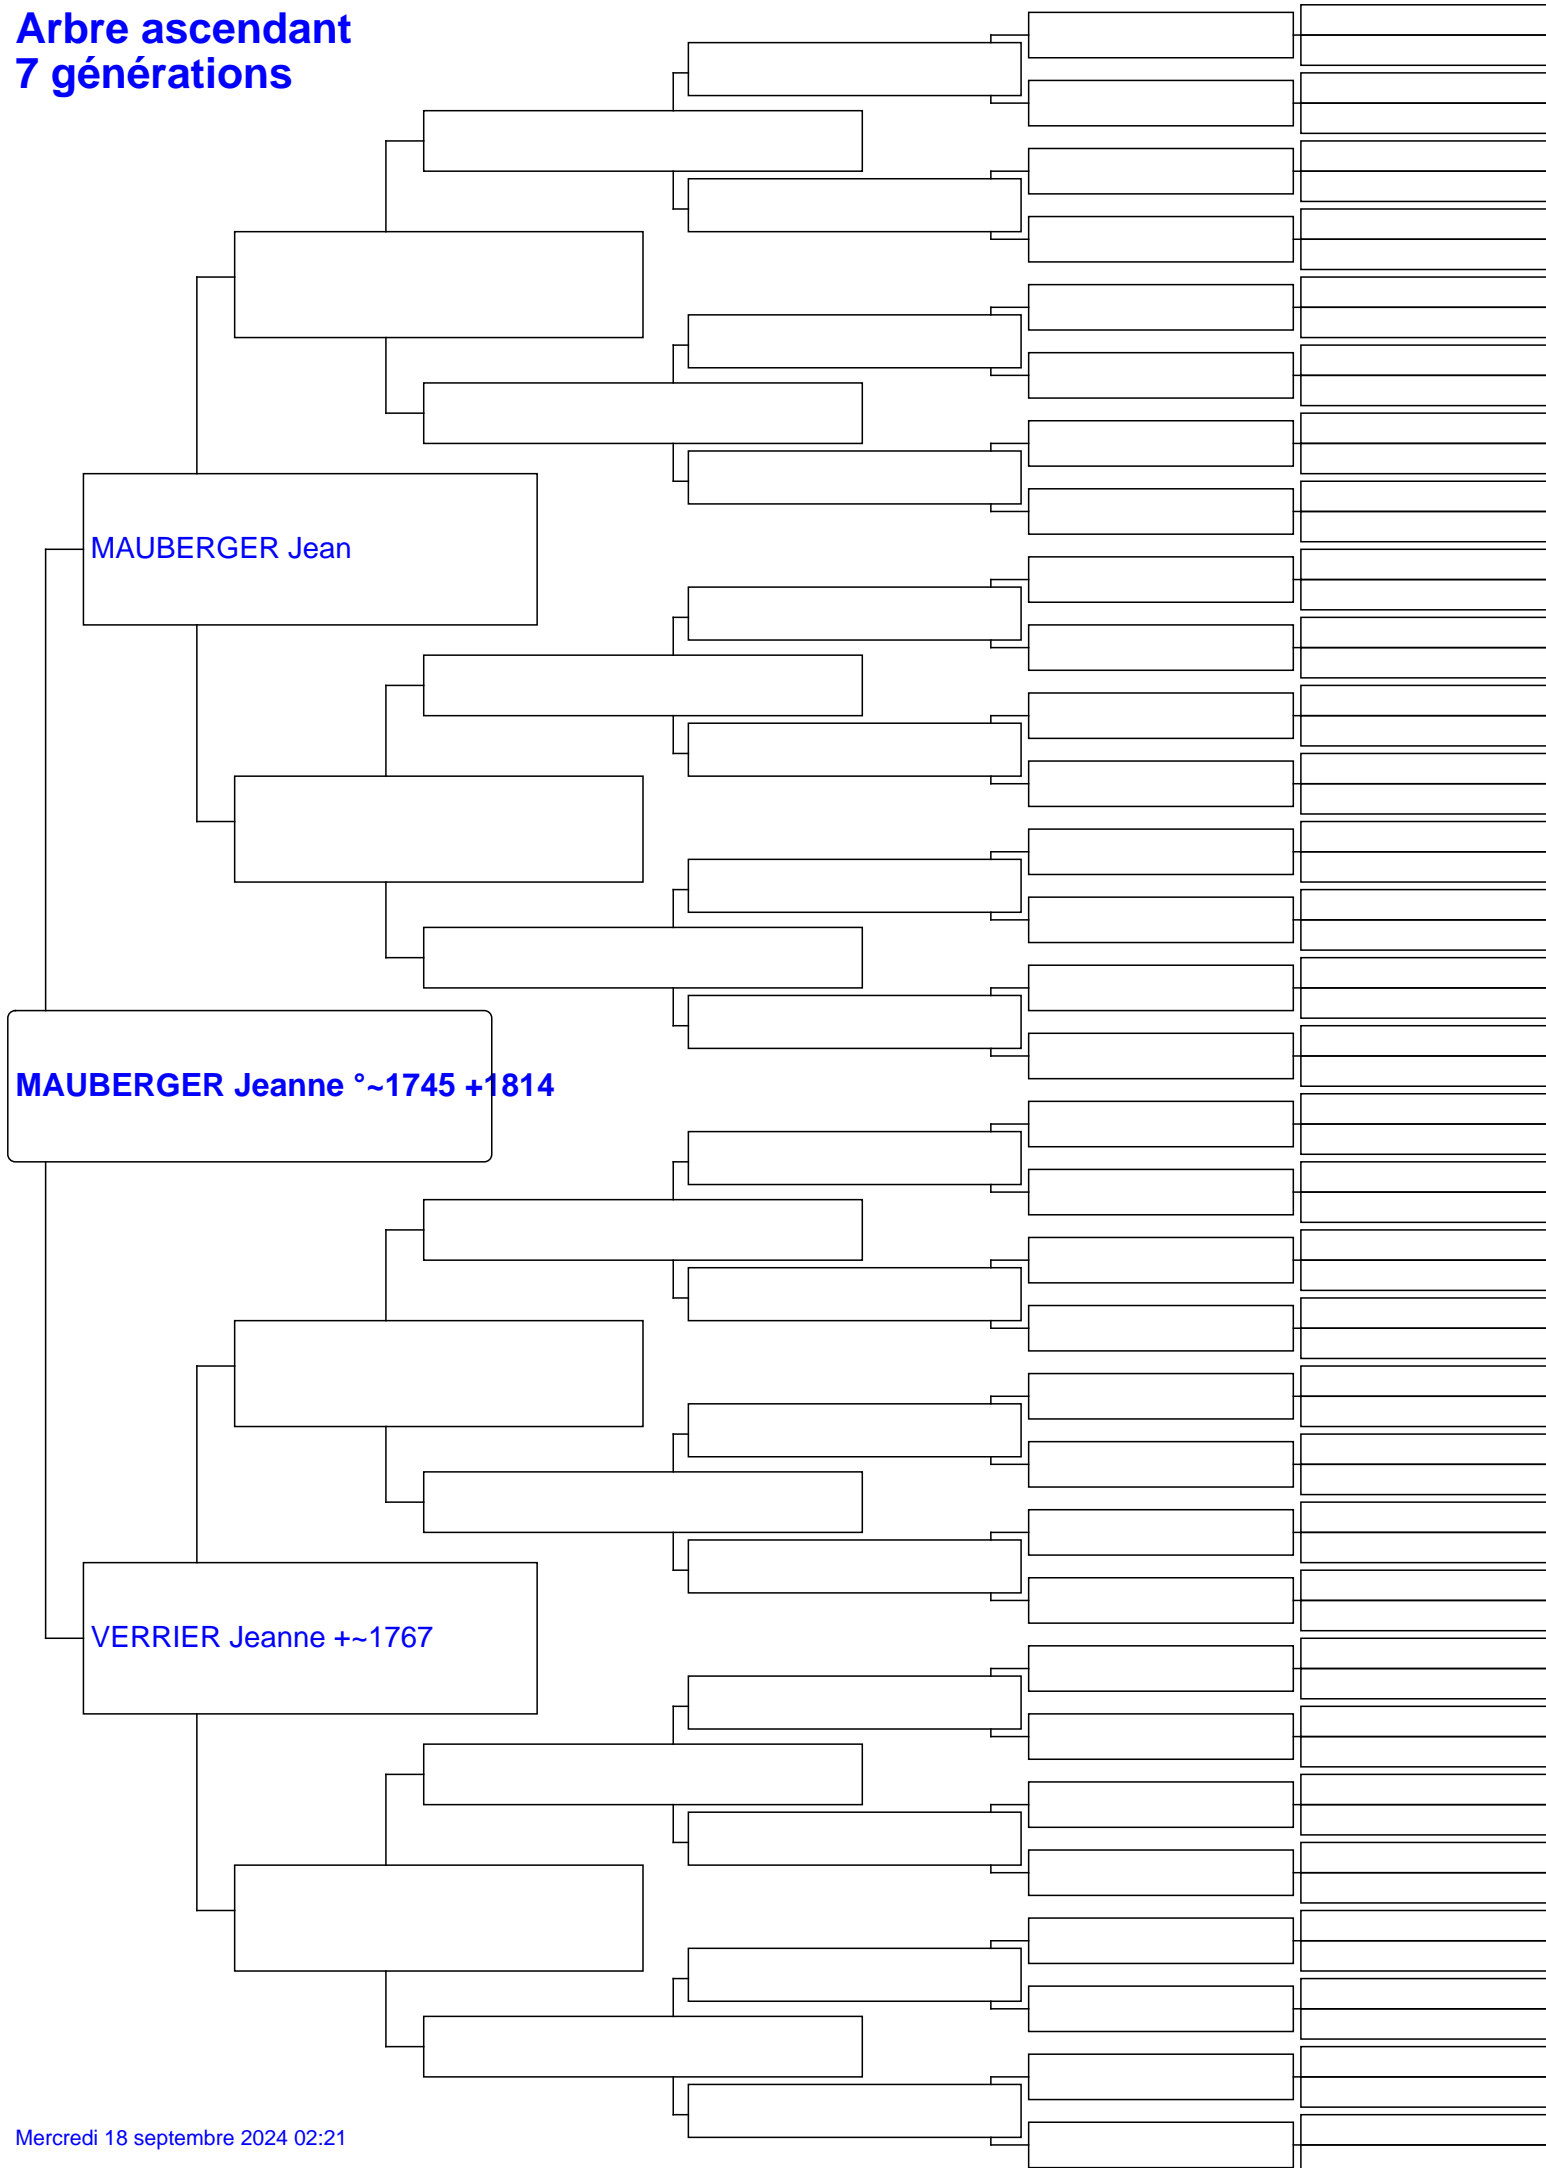 Arbre ascendant
7 générations
MAUBERGER Jean
MAUBERGER Jeanne °~1745 +1814
VERRIER Jeanne +~1767
Mercredi 18 septembre 2024 02:21